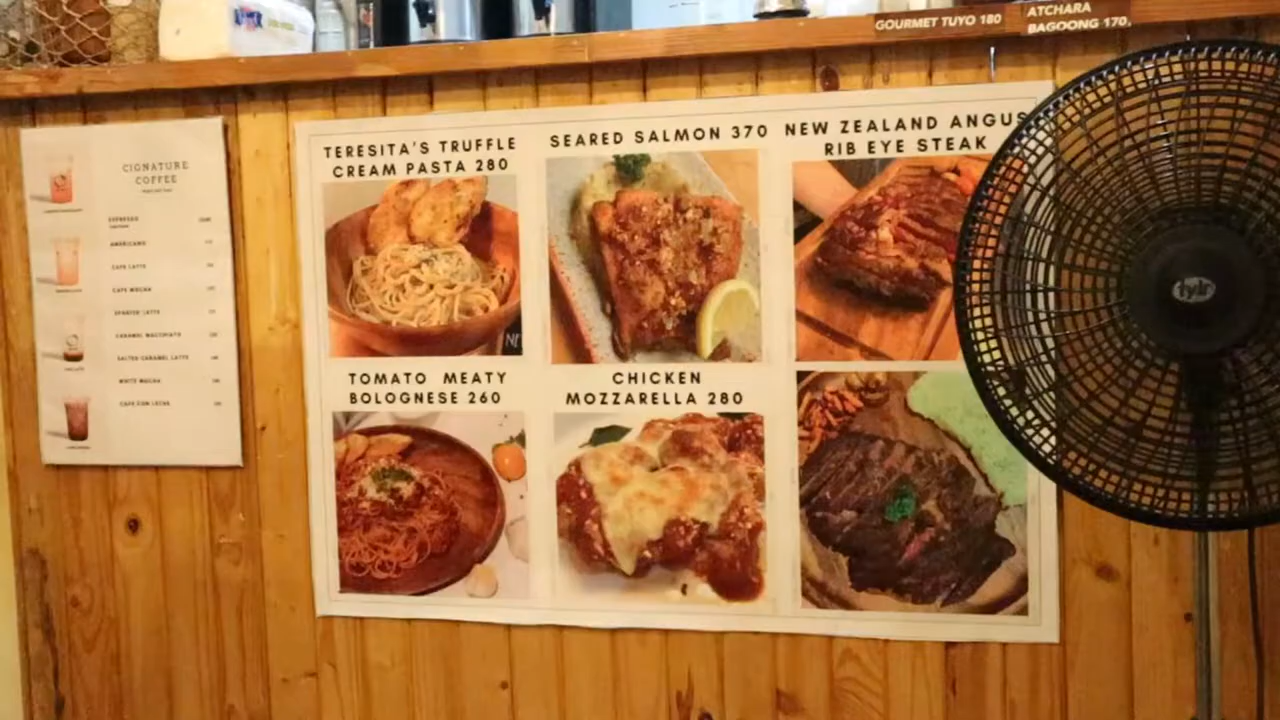 GOURMET TUYO 180
ATCHARA
BAGOONG 170
CIGNATURE
COFFEE
ESPRESSO
AMERICANO
CAFE LATTE
CAFE MOCHA
SPANISH LATTE
CARAMEL MACCHIATO
SALTED CARAMEL LATTE
WHITE MOCHA
CAFE CON LECHE
TERESITA'S TRUFFLE
CREAM PASTA 280
SEARED SALMON 370
NEW ZEALAND ANGUS
RIB EYE STEAK
TOMATO MEATY
BOLOGNESE 260
CHICKEN
MOZZARELLA 280